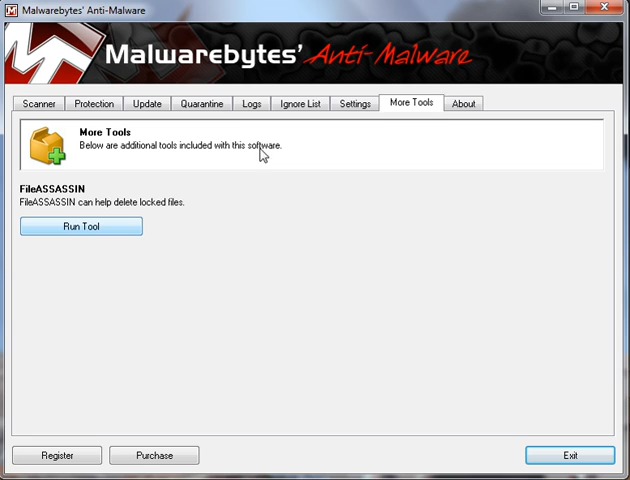 Malwarebytes' Anti-Malware
Malwarebytes' Anti-Malware
Scanner Protection Update Quarantine Logs Ignore List Settings More Tools About
More Tools
Below are additional tools included with this software.
FileASSASSIN
FileASSASSIN can help delete locked files.
Run Tool
Register Purchase Exit